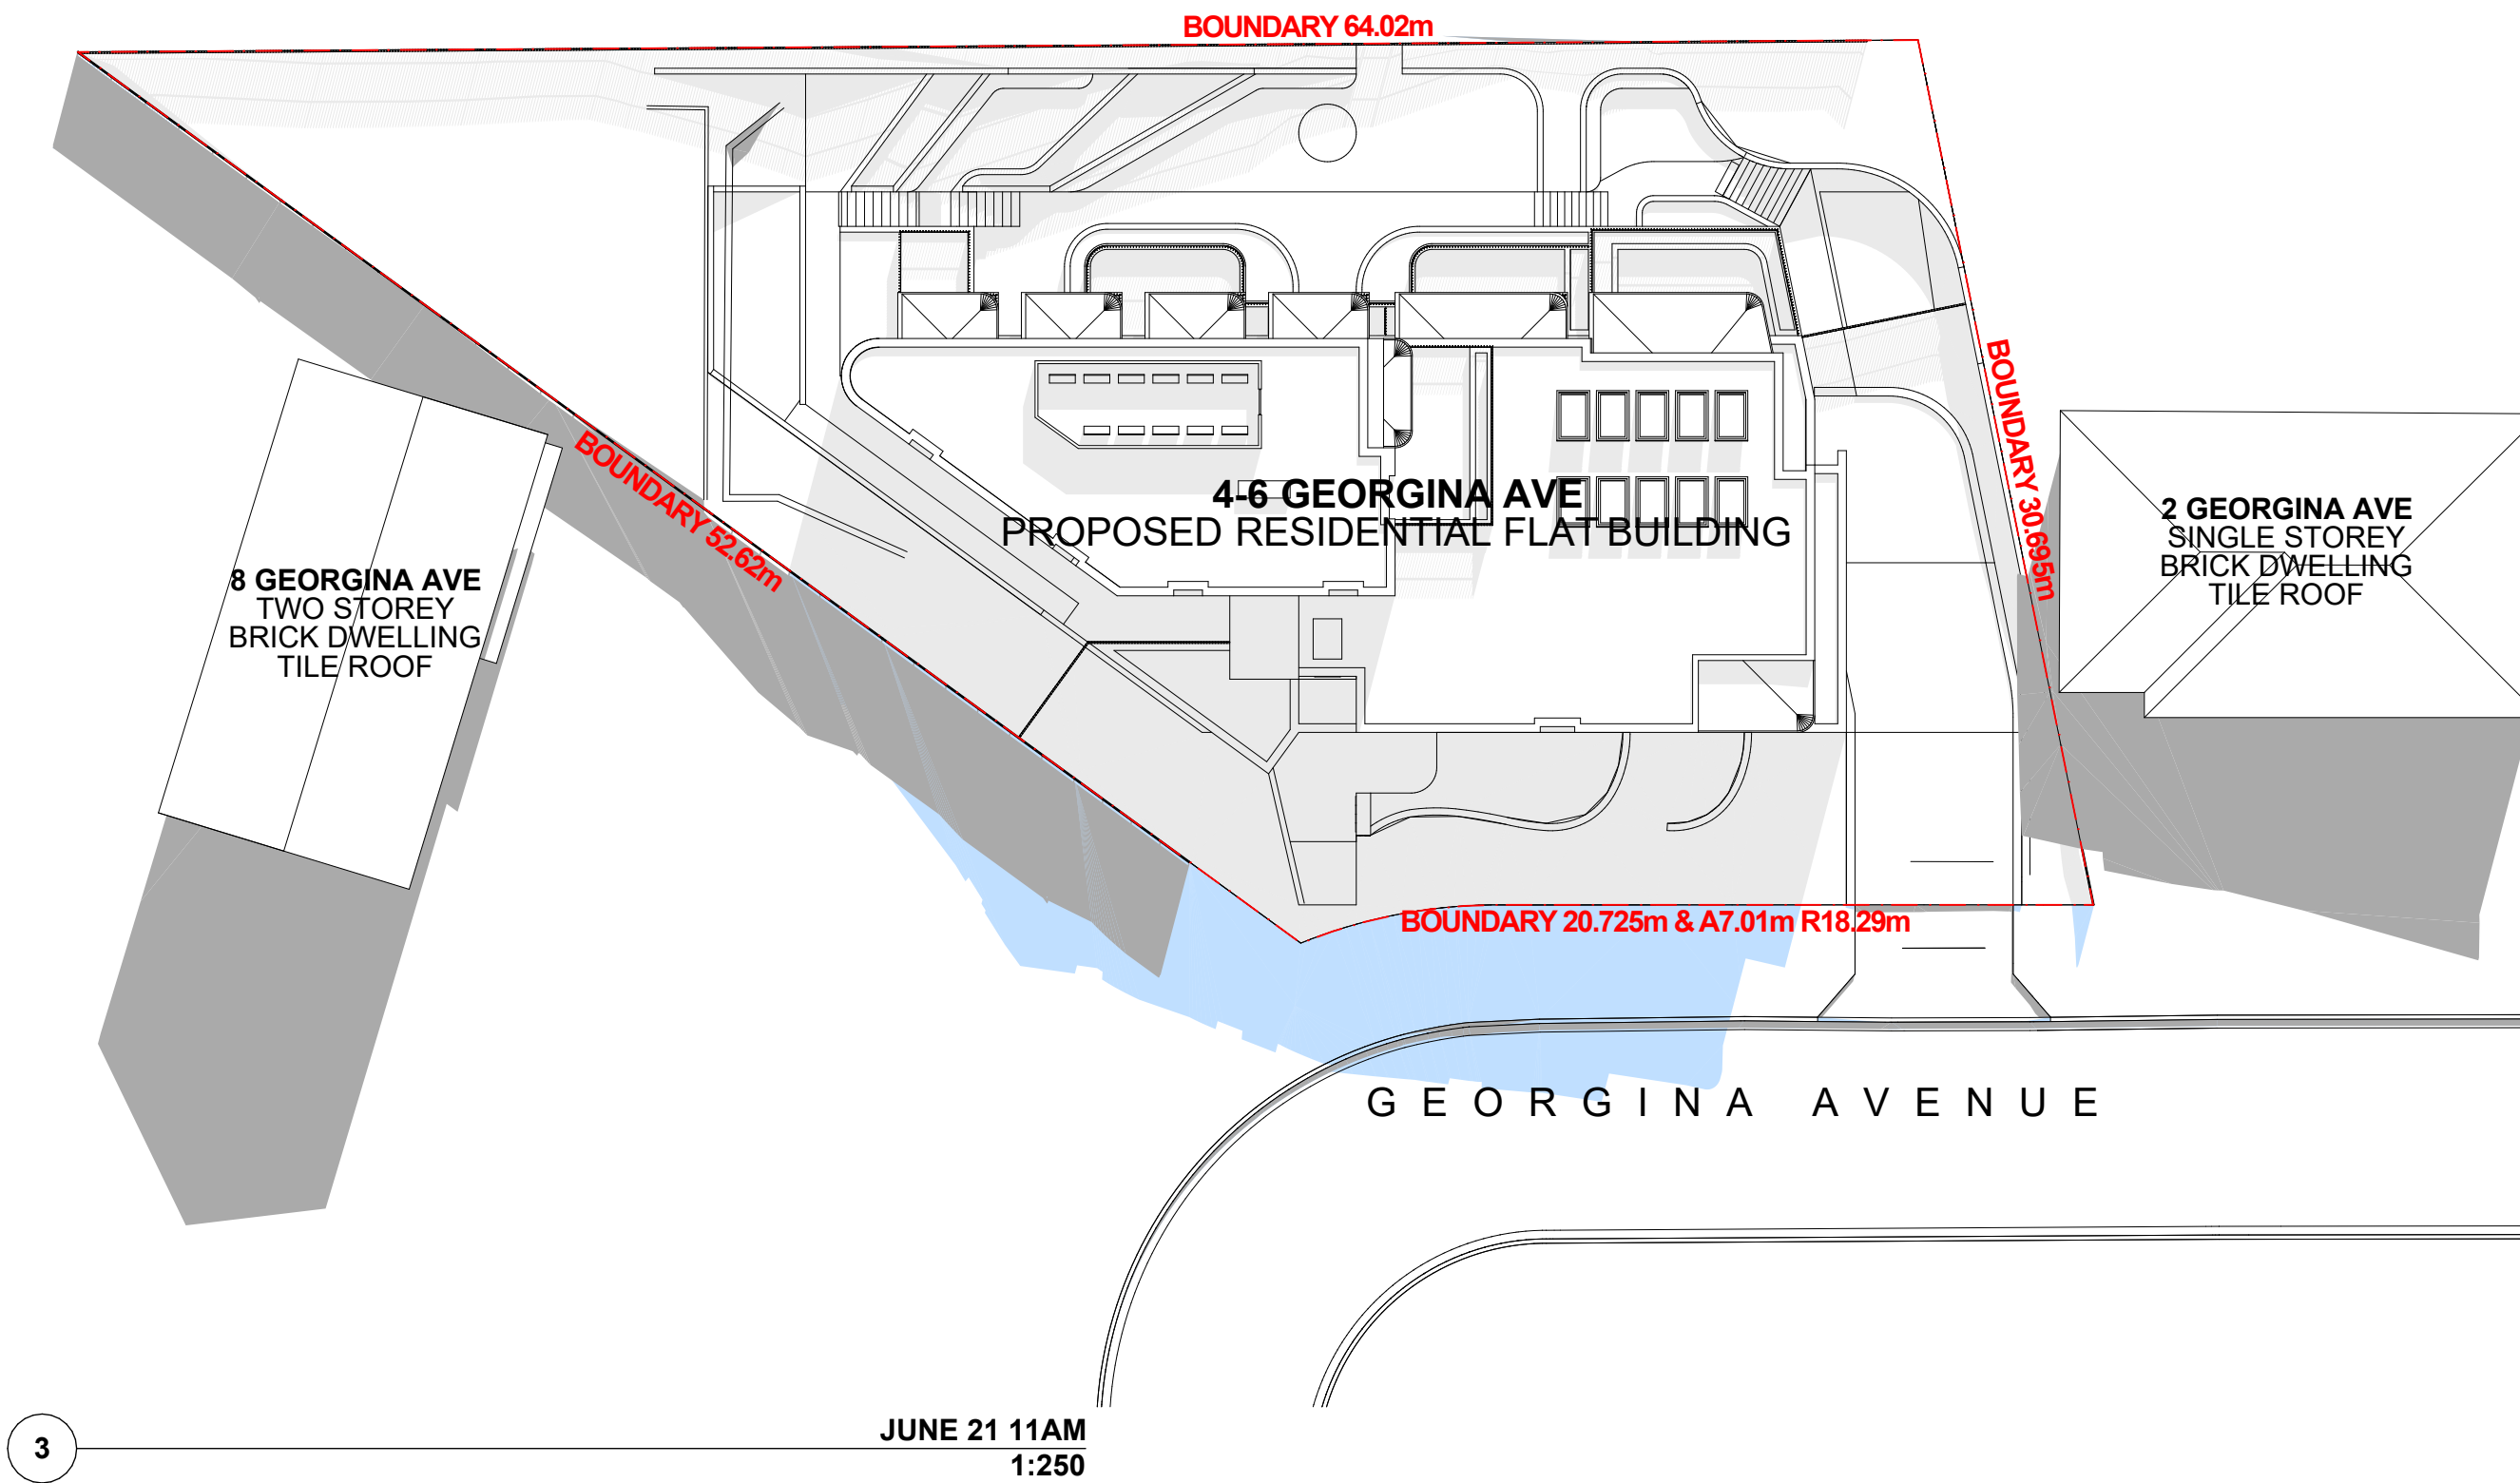 BOUNDARY 64.02m
BOUNDARY 30.695m
4-6 GEORGINA AVE
PROPOSED RESIDENTIAL FLAT BUILDING
2 GEORGINA AVE
SINGLE STOREY
BRICK DWELLING
TILE ROOF
BOUNDARY 52.62m
8 GEORGINA AVE
TWO STOREY
BRICK DWELLING
TILE ROOF
BOUNDARY 20.725m & A7.01m R18.29m
GEORGINA AVENUE
3
JUNE 21 11AM
1:250